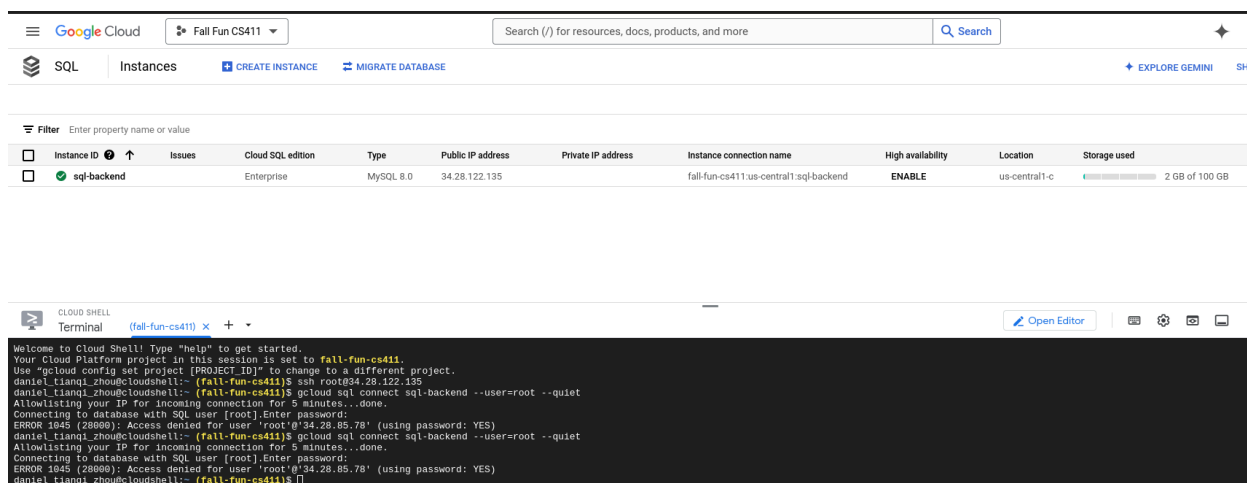 Google Cloud
Fall Fun CS411
Search (/) for resources, docs, products, and more
Search
SQL
Instances
CREATE INSTANCE
MIGRATE DATABASE
EXPLORE GEMINI
SH
Filter Enter property name or value
Instance ID Issues Cloud SQL edition Type Public IP address Private IP address Instance connection name High availability Location Storage used
sql-backend Enterprise MySQL 8.0 34.28.122.135 fall-fun-cs411:us-central1:sql-backend ENABLE us-central1-c 2 GB of 100 GB
CLOUD SHELL
Terminal (fall-fun-cs411)
Open Editor
Welcome to Cloud Shell! Type "help" to get started.
Your Cloud Platform project in this session is set to fall-fun-cs411.
Use “gcloud config set project [PROJECT_ID]” to change to a different project.
daniel_tianqi_zhou@cloudshell:~ (fall-fun-cs411)$ ssh root@34.28.122.135
daniel_tianqi_zhou@cloudshell:~ (fall-fun-cs411)$ gcloud sql connect sql-backend --user=root --quiet
Allowlisting your IP for incoming connection for 5 minutes...done.
Connecting to database with SQL user [root].Enter password:
ERROR 1045 (28000): Access denied for user 'root'@'34.28.85.78' (using password: YES)
daniel_tianqi_zhou@cloudshell:~ (fall-fun-cs411)$ gcloud sql connect sql-backend --user=root --quiet
Allowlisting your IP for incoming connection for 5 minutes...done.
Connecting to database with SQL user [root].Enter password:
ERROR 1045 (28000): Access denied for user 'root'@'34.28.85.78' (using password: YES)
daniel_tianqi_zhou@cloudshell:~ (fall-fun-cs411)$